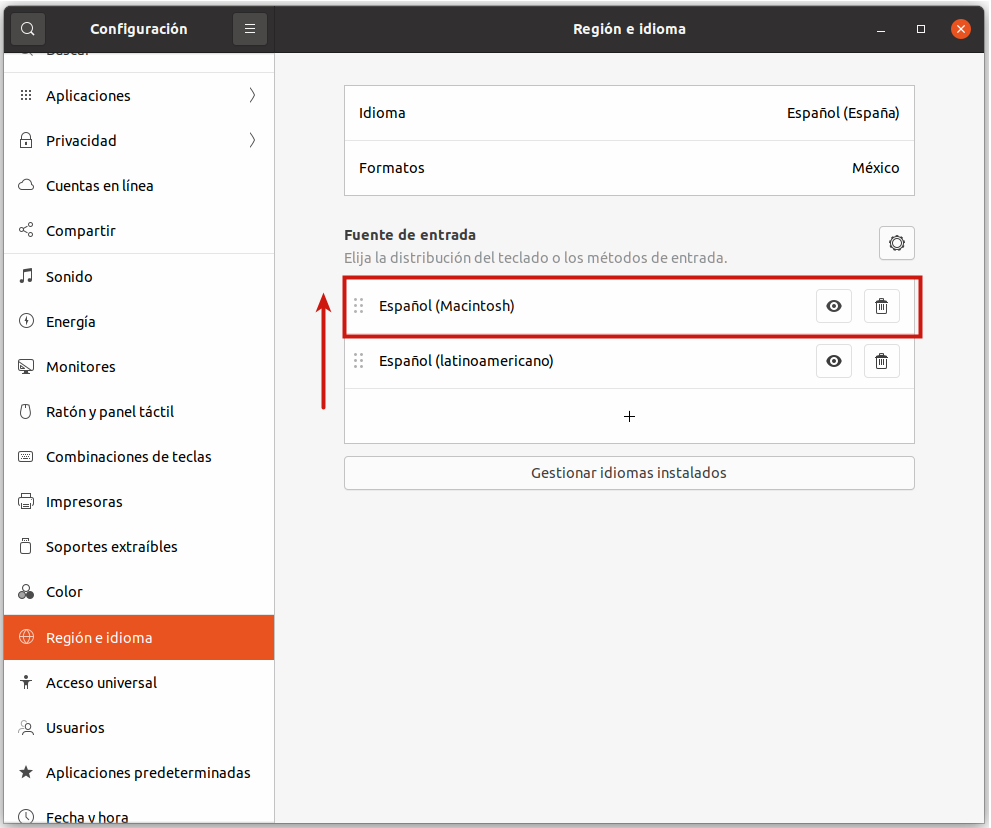 Configuración
Región e idioma
Buscar
Aplicaciones
Privacidad
Cuentas en línea
Compartir
Sonido
Energía
Monitores
Ratón y panel táctil
Combinaciones de teclas
Impresoras
Soportes extraíbles
Color
Región e idioma
Acceso universal
Usuarios
Aplicaciones predeterminadas
Fecha y hora
Idioma Español (España)
Formatos México
Fuente de entrada
Elija la distribución del teclado o los métodos de entrada.
Español (Macintosh)
Español (latinoamericano)
+
Gestionar idiomas instalados